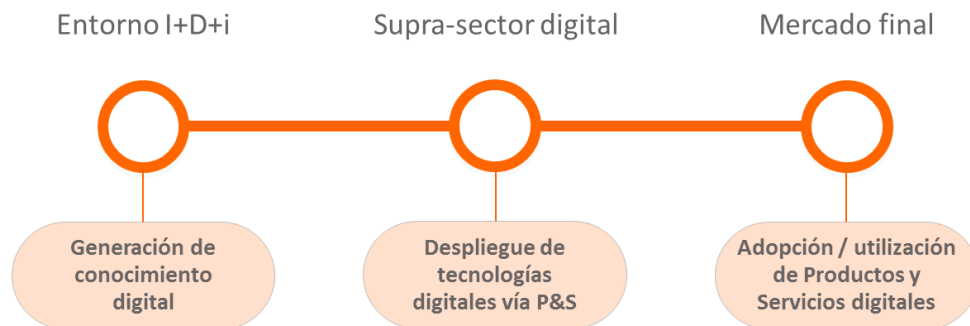 Entorno I+D+i
Supra-sector digital
Mercado final
Generación de
conocimiento
digital
Despliegue de
tecnologías
digitales vía P&S
Adopción / utilización
de Productos y
Servicios digitales